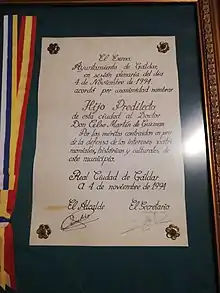 El Excmo.
Ayuntamiento de Gáldar,
en sesión plenaria del día
4 de Noviembre de 1994
acordó por unanimidad nombrar
Hijo Predilecto
de esta ciudad al Doctor
Don Celso Martín de Guzmán
Por los méritos contraídos en pro
de la defensa de los intereses patri-
moniales, históricos y culturales de
este municipio.
Real Ciudad de Gáldar
a 4 de noviembre de 1994
El Alcalde El Secretario